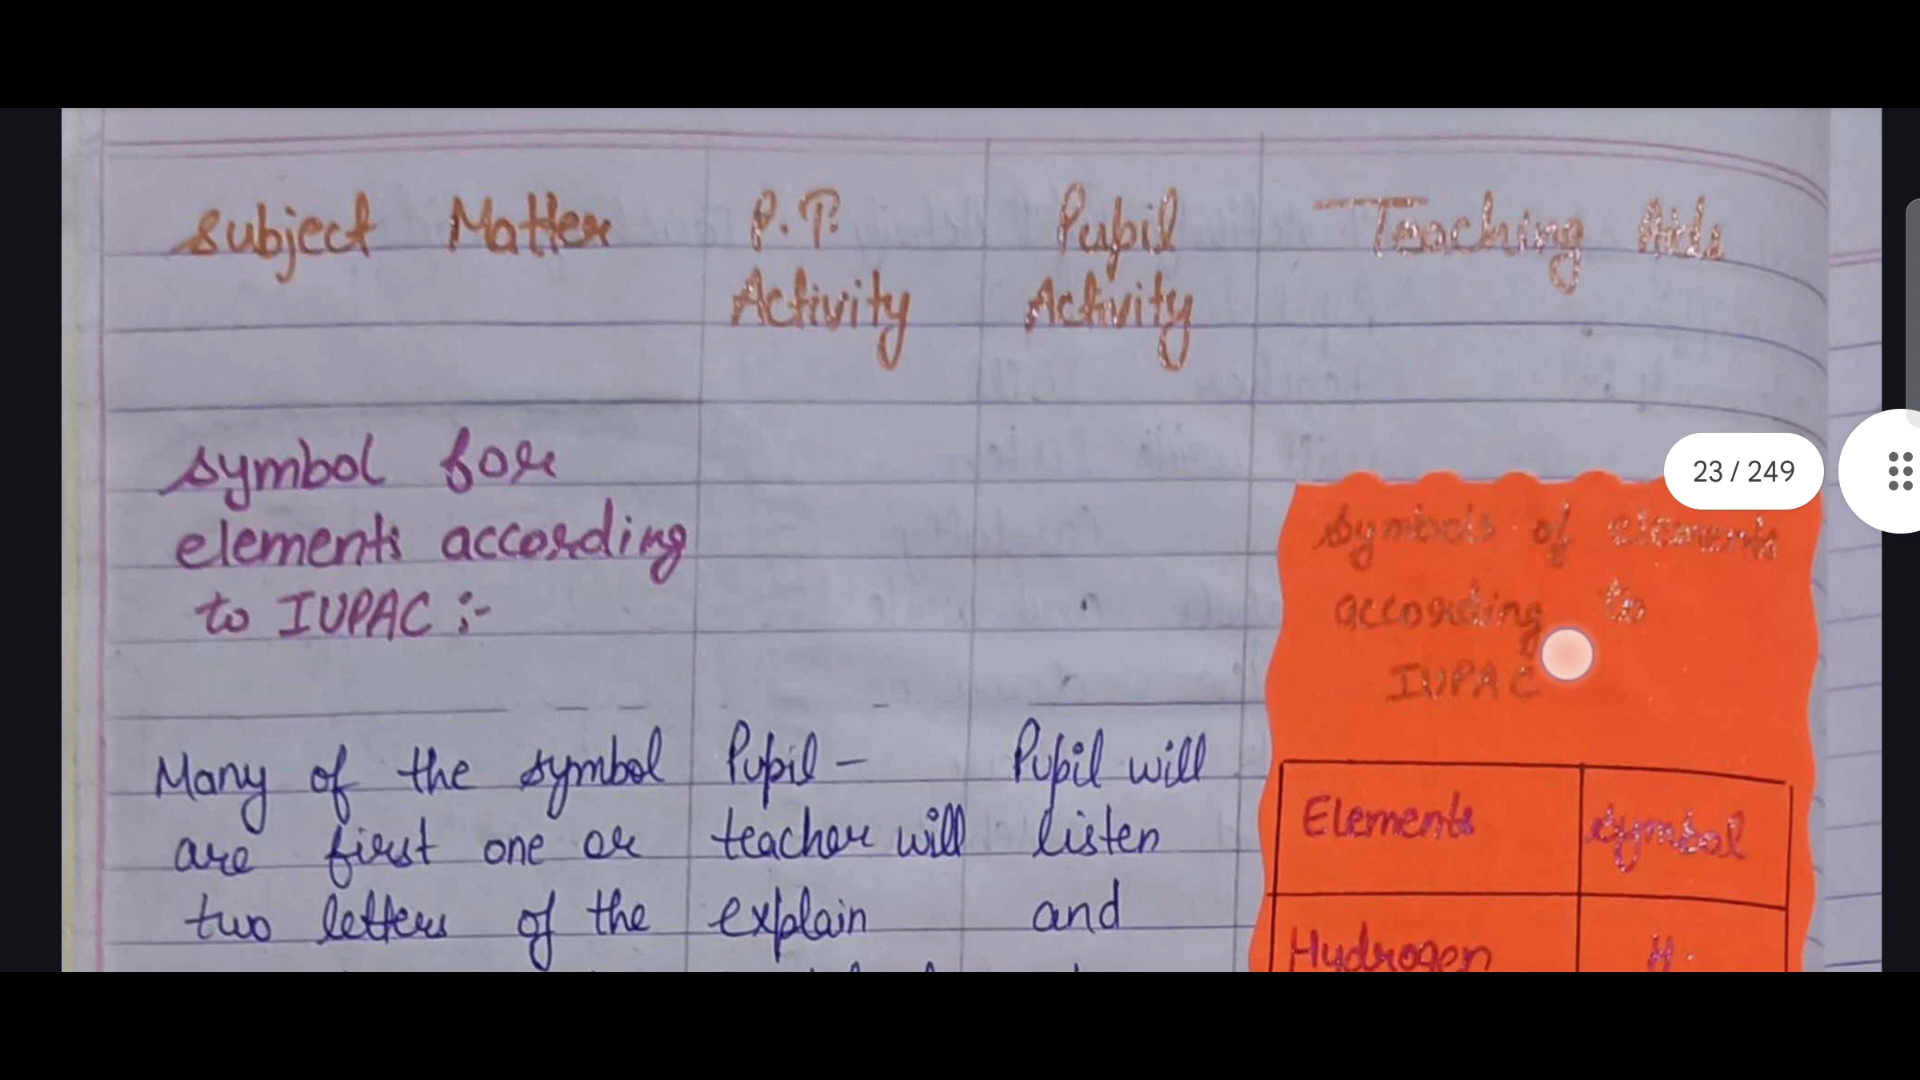 Subject Matter
P.T.
Activity
Pupil
Activity
Teaching Aids
Symbol for
elements according
to IUPAC :-
Many of the symbol
are first one or
two letters of the
Pupil -
teacher will
explain
Pupil will
listen
and
23 / 249
Symbols of elements
according to
IUPAC
Elements
Symbol
Hydrogen
H